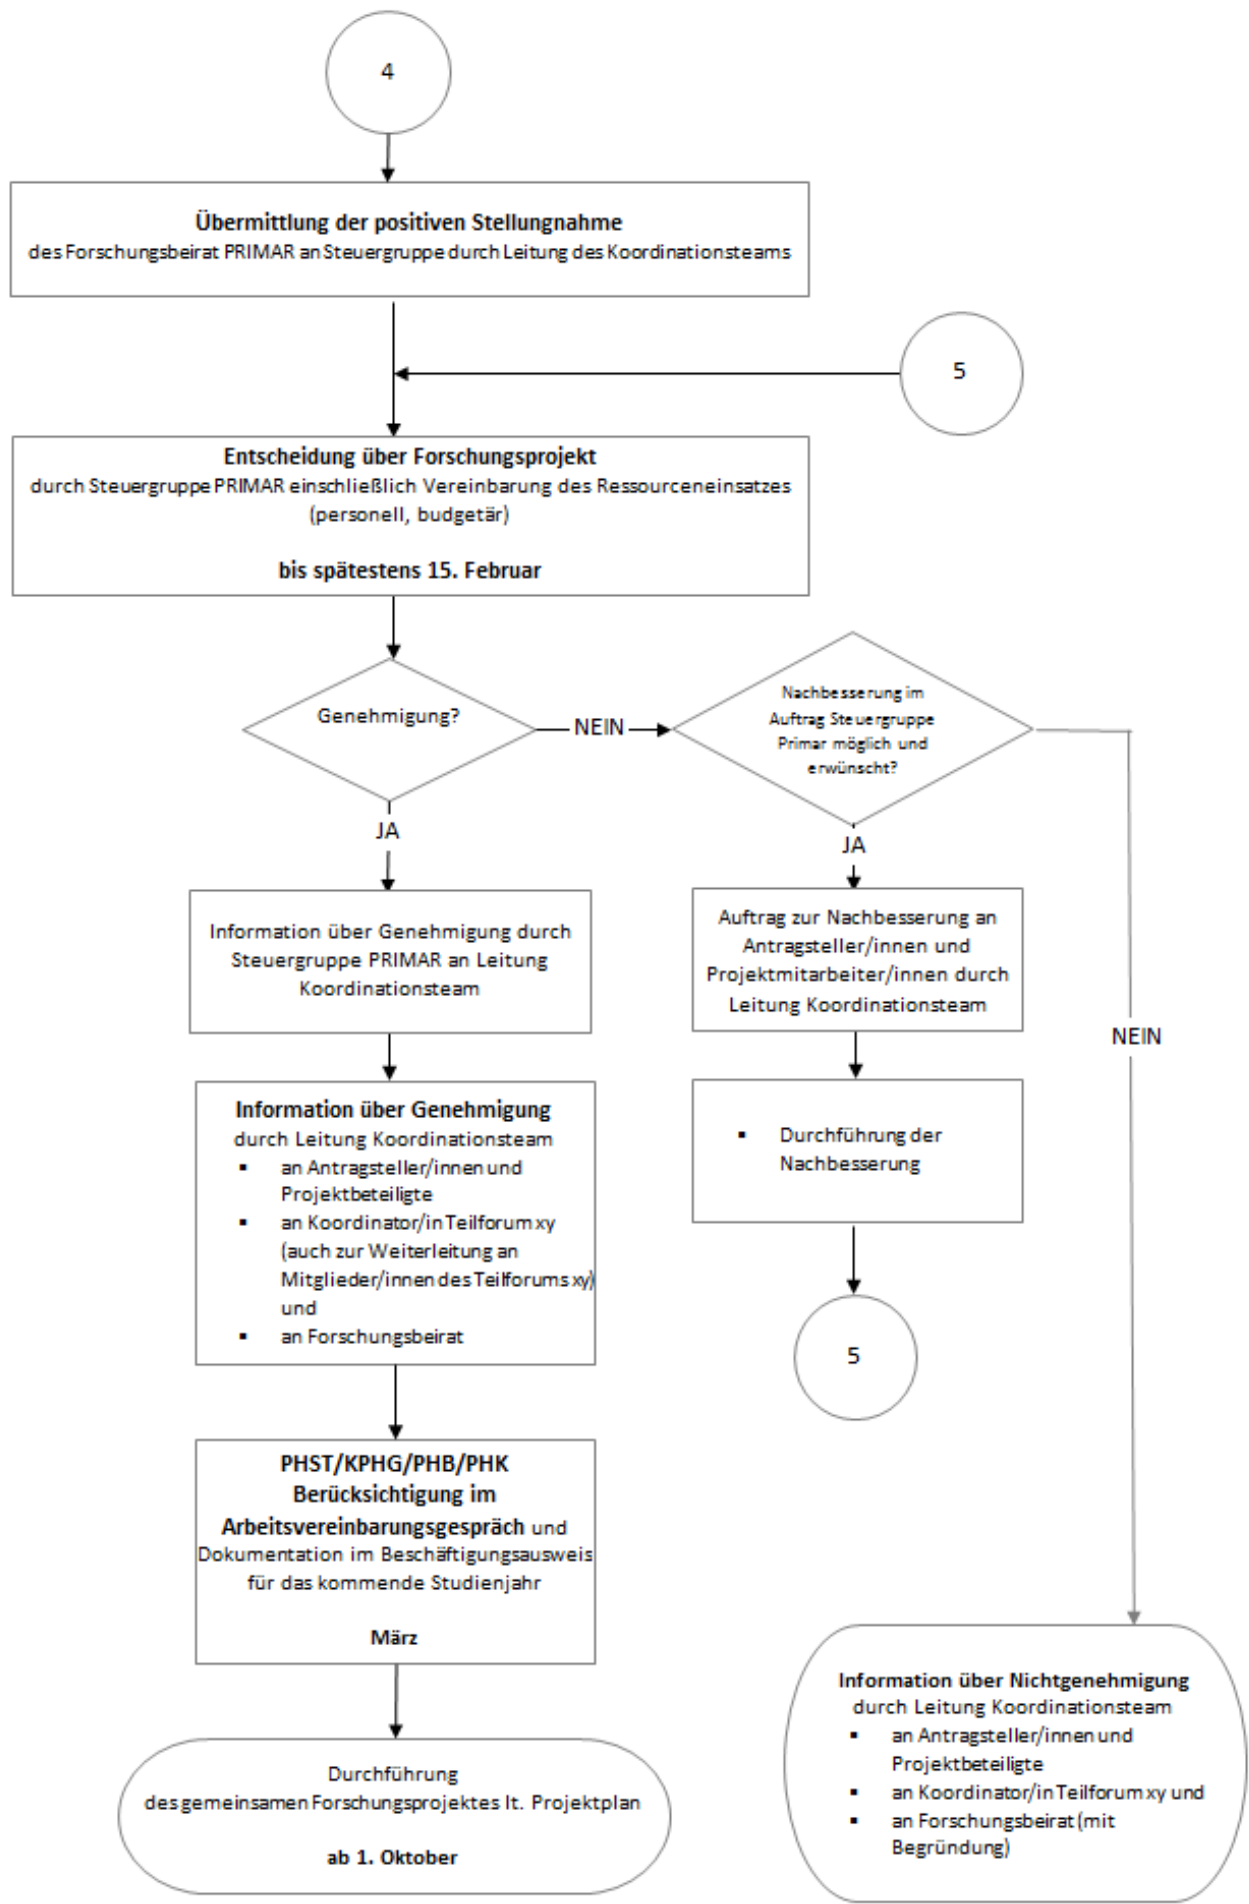 4
Übermittlung der positiven Stellungnahme
des Forschungsbeirat PRIMAR an Steuergruppe durch Leitung des Koordinationsteams
5
Entscheidung über Forschungsprojekt
durch Steuergruppe PRIMAR einschließlich Vereinbarung des Ressourceneinsatzes
(personell, budgetär)
bis spätestens 15. Februar
Genehmigung?
NEIN
Nachbesserung im
Auftrag Steuergruppe
Primar möglich und
erwünscht?
JA
JA
Information über Genehmigung durch
Steuergruppe PRIMAR an Leitung
Koordinationsteam
Auftrag zur Nachbesserung an
Antragsteller/innen und
Projektmitarbeiter/innen durch
Leitung Koordinationsteam
NEIN
Information über Genehmigung
durch Leitung Koordinationsteam
▪ an Antragsteller/innen und
Projektbeteiligte
▪ an Koordinator/in Teilforum xy
(auch zur Weiterleitung an
Mitglieder/innen des Teilforums xy)
und
▪ an Forschungsbeirat
▪ Durchführung der
Nachbesserung
5
PHST/KPHG/PHB/PHK
Berücksichtigung im
Arbeitsvereinbarungsgespräch und
Dokumentation im Beschäftigungsausweis
für das kommende Studienjahr
März
Durchführung
des gemeinsamen Forschungsprojektes lt. Projektplan
ab 1. Oktober
Information über Nichtgenehmigung
durch Leitung Koordinationsteam
▪ an Antragsteller/innen und
Projektbeteiligte
▪ an Koordinator/in Teilforum xy und
▪ an Forschungsbeirat (mit
Begründung)